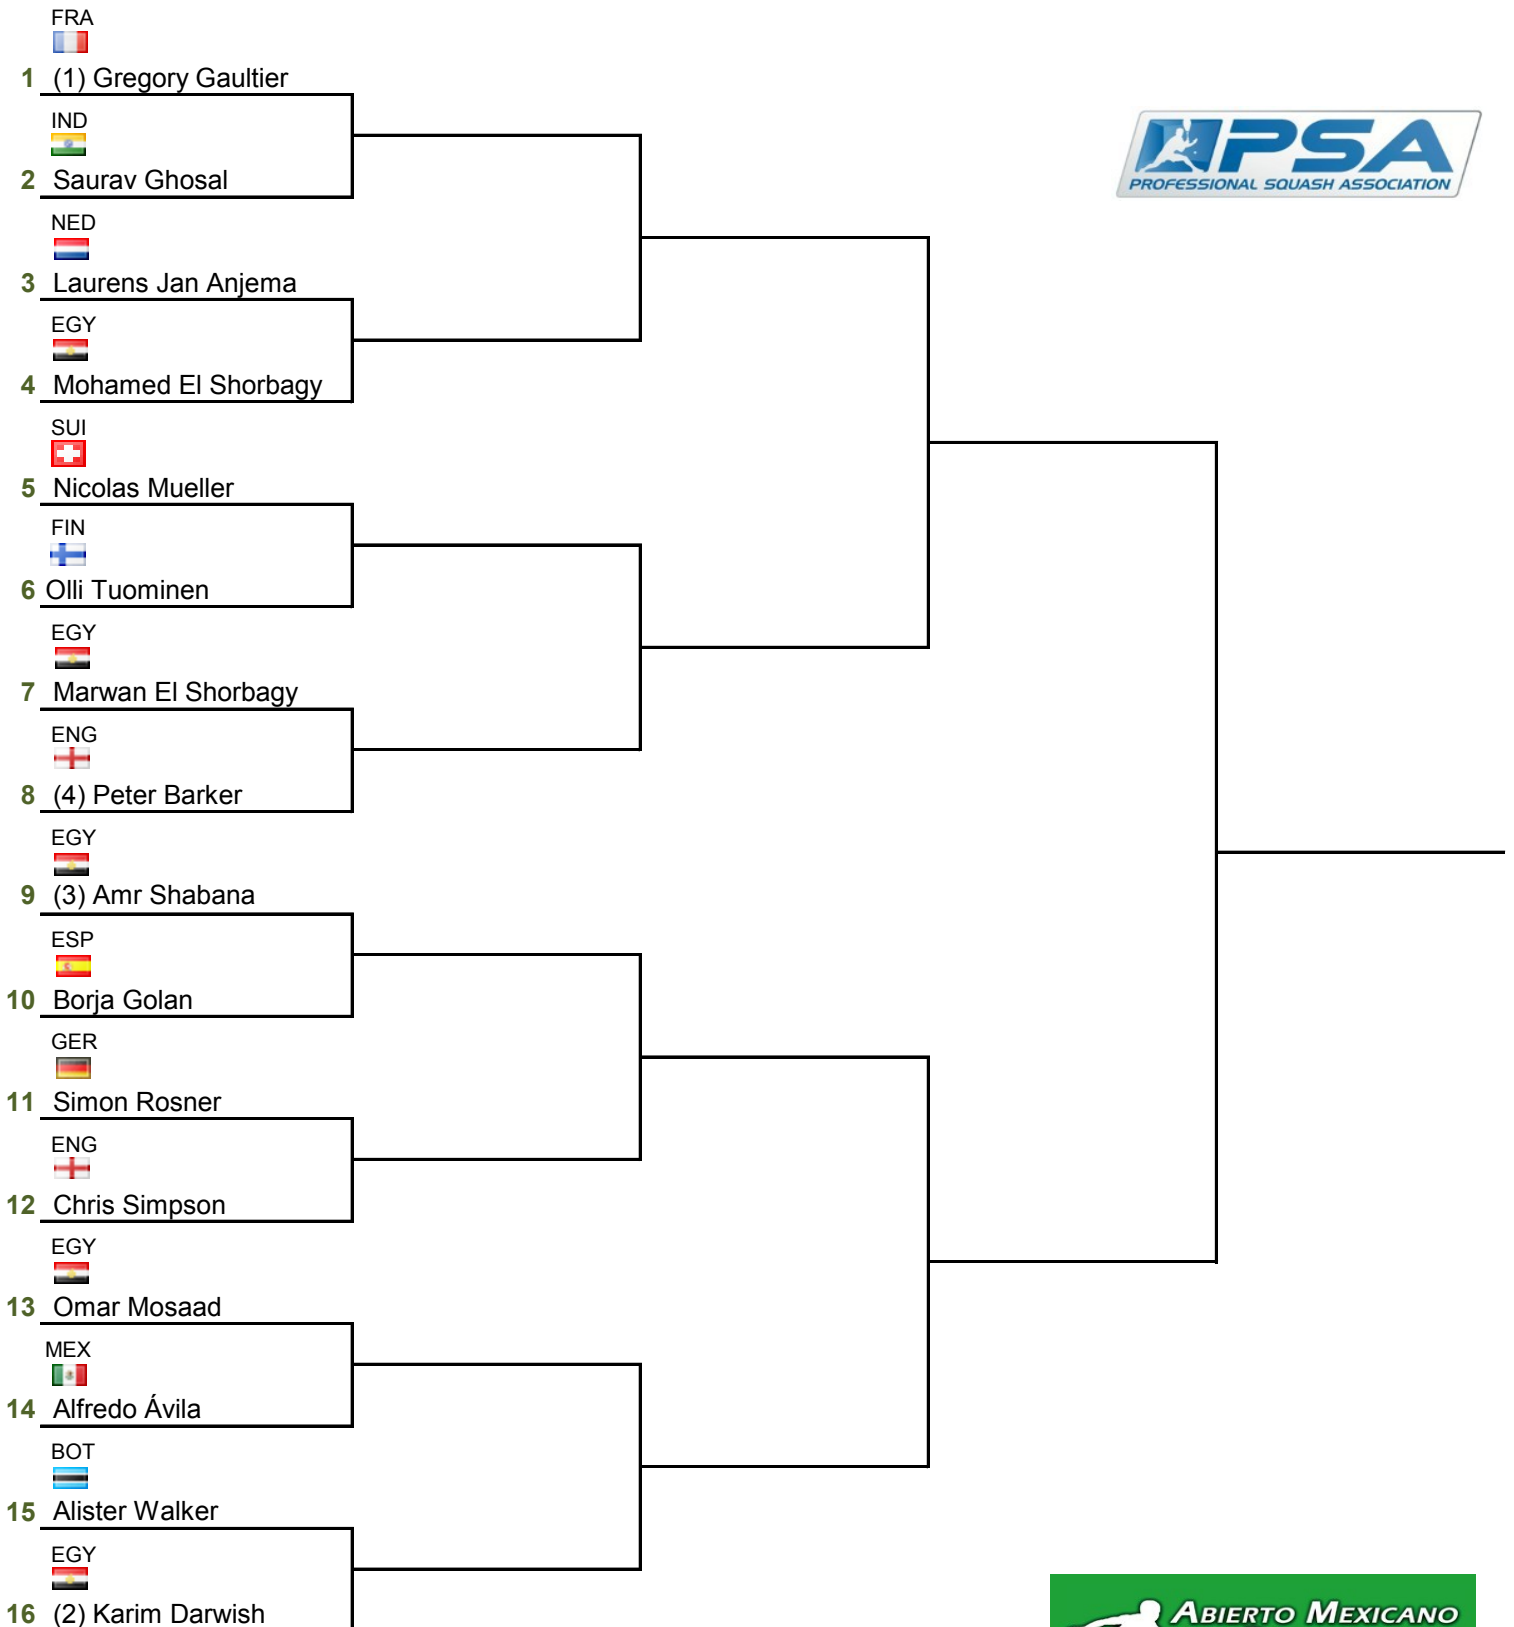 FRA
1 (1) Gregory Gaultier
IND
2 Saurav Ghosal
PSA
PROFESSIONAL SQUASH ASSOCIATION
NED
3 Laurens Jan Anjema
EGY
4 Mohamed El Shorbagy
SUI
5 Nicolas Mueller
FIN
6 Olli Tuominen
EGY
7 Marwan El Shorbagy
ENG
8 (4) Peter Barker
EGY
9 (3) Amr Shabana
ESP
10 Borja Golan
GER
11 Simon Rosner
ENG
12 Chris Simpson
EGY
13 Omar Mosaad
MEX
14 Alfredo Ávila
BOT
15 Alister Walker
EGY
16 (2) Karim Darwish
ABIERTO MEXICANO